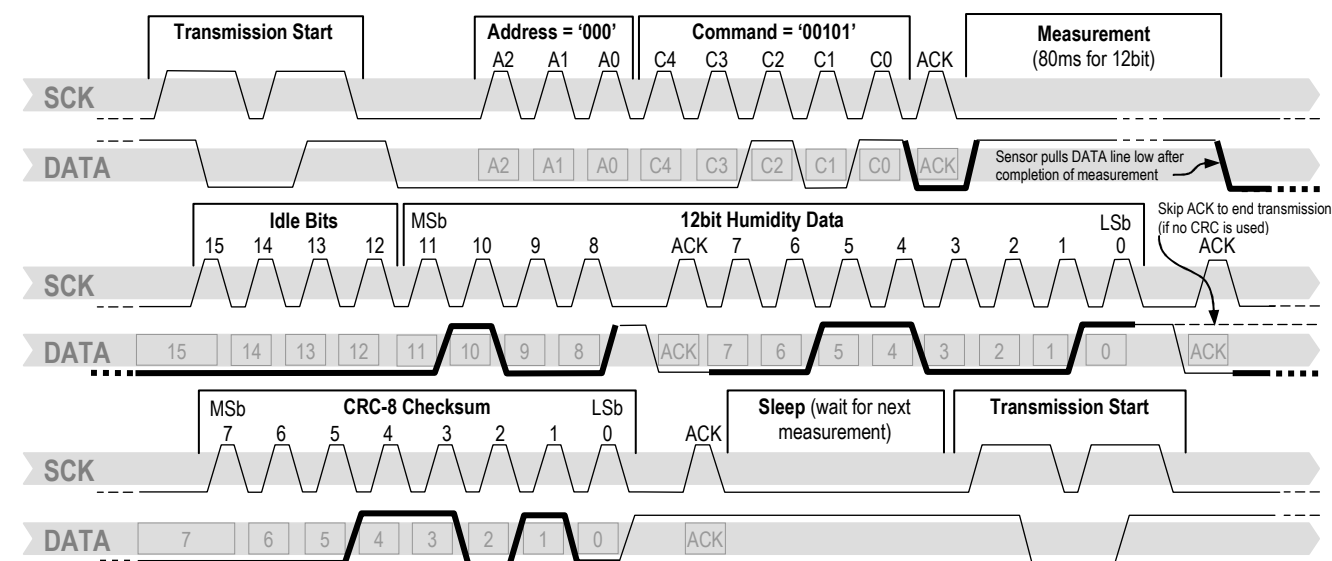 Transmission Start Address = ‘000’ Command = ‘00101’ Measurement
(80ms for 12bit)
A2 A1 A0 C4 C3 C2 C1 C0 ACK
SCK
DATA A2 A1 A0 C4 C3 C2 C1 C0 ACK
Sensor pulls DATA line low after
completion of measurement
Skip ACK to end transmission
(if no CRC is used)
Idle Bits MSb 12bit Humidity Data LSb
15 14 13 12 11 10 9 8 ACK 7 6 5 4 3 2 1 0 ACK
SCK
DATA 15 14 13 12 11 10 9 8 ACK 7 6 5 4 3 2 1 0 ACK
MSb CRC-8 Checksum LSb Sleep (wait for next
measurement)
Transmission Start
7 6 5 4 3 2 1 0 ACK
SCK
DATA 7 6 5 4 3 2 1 0 ACK